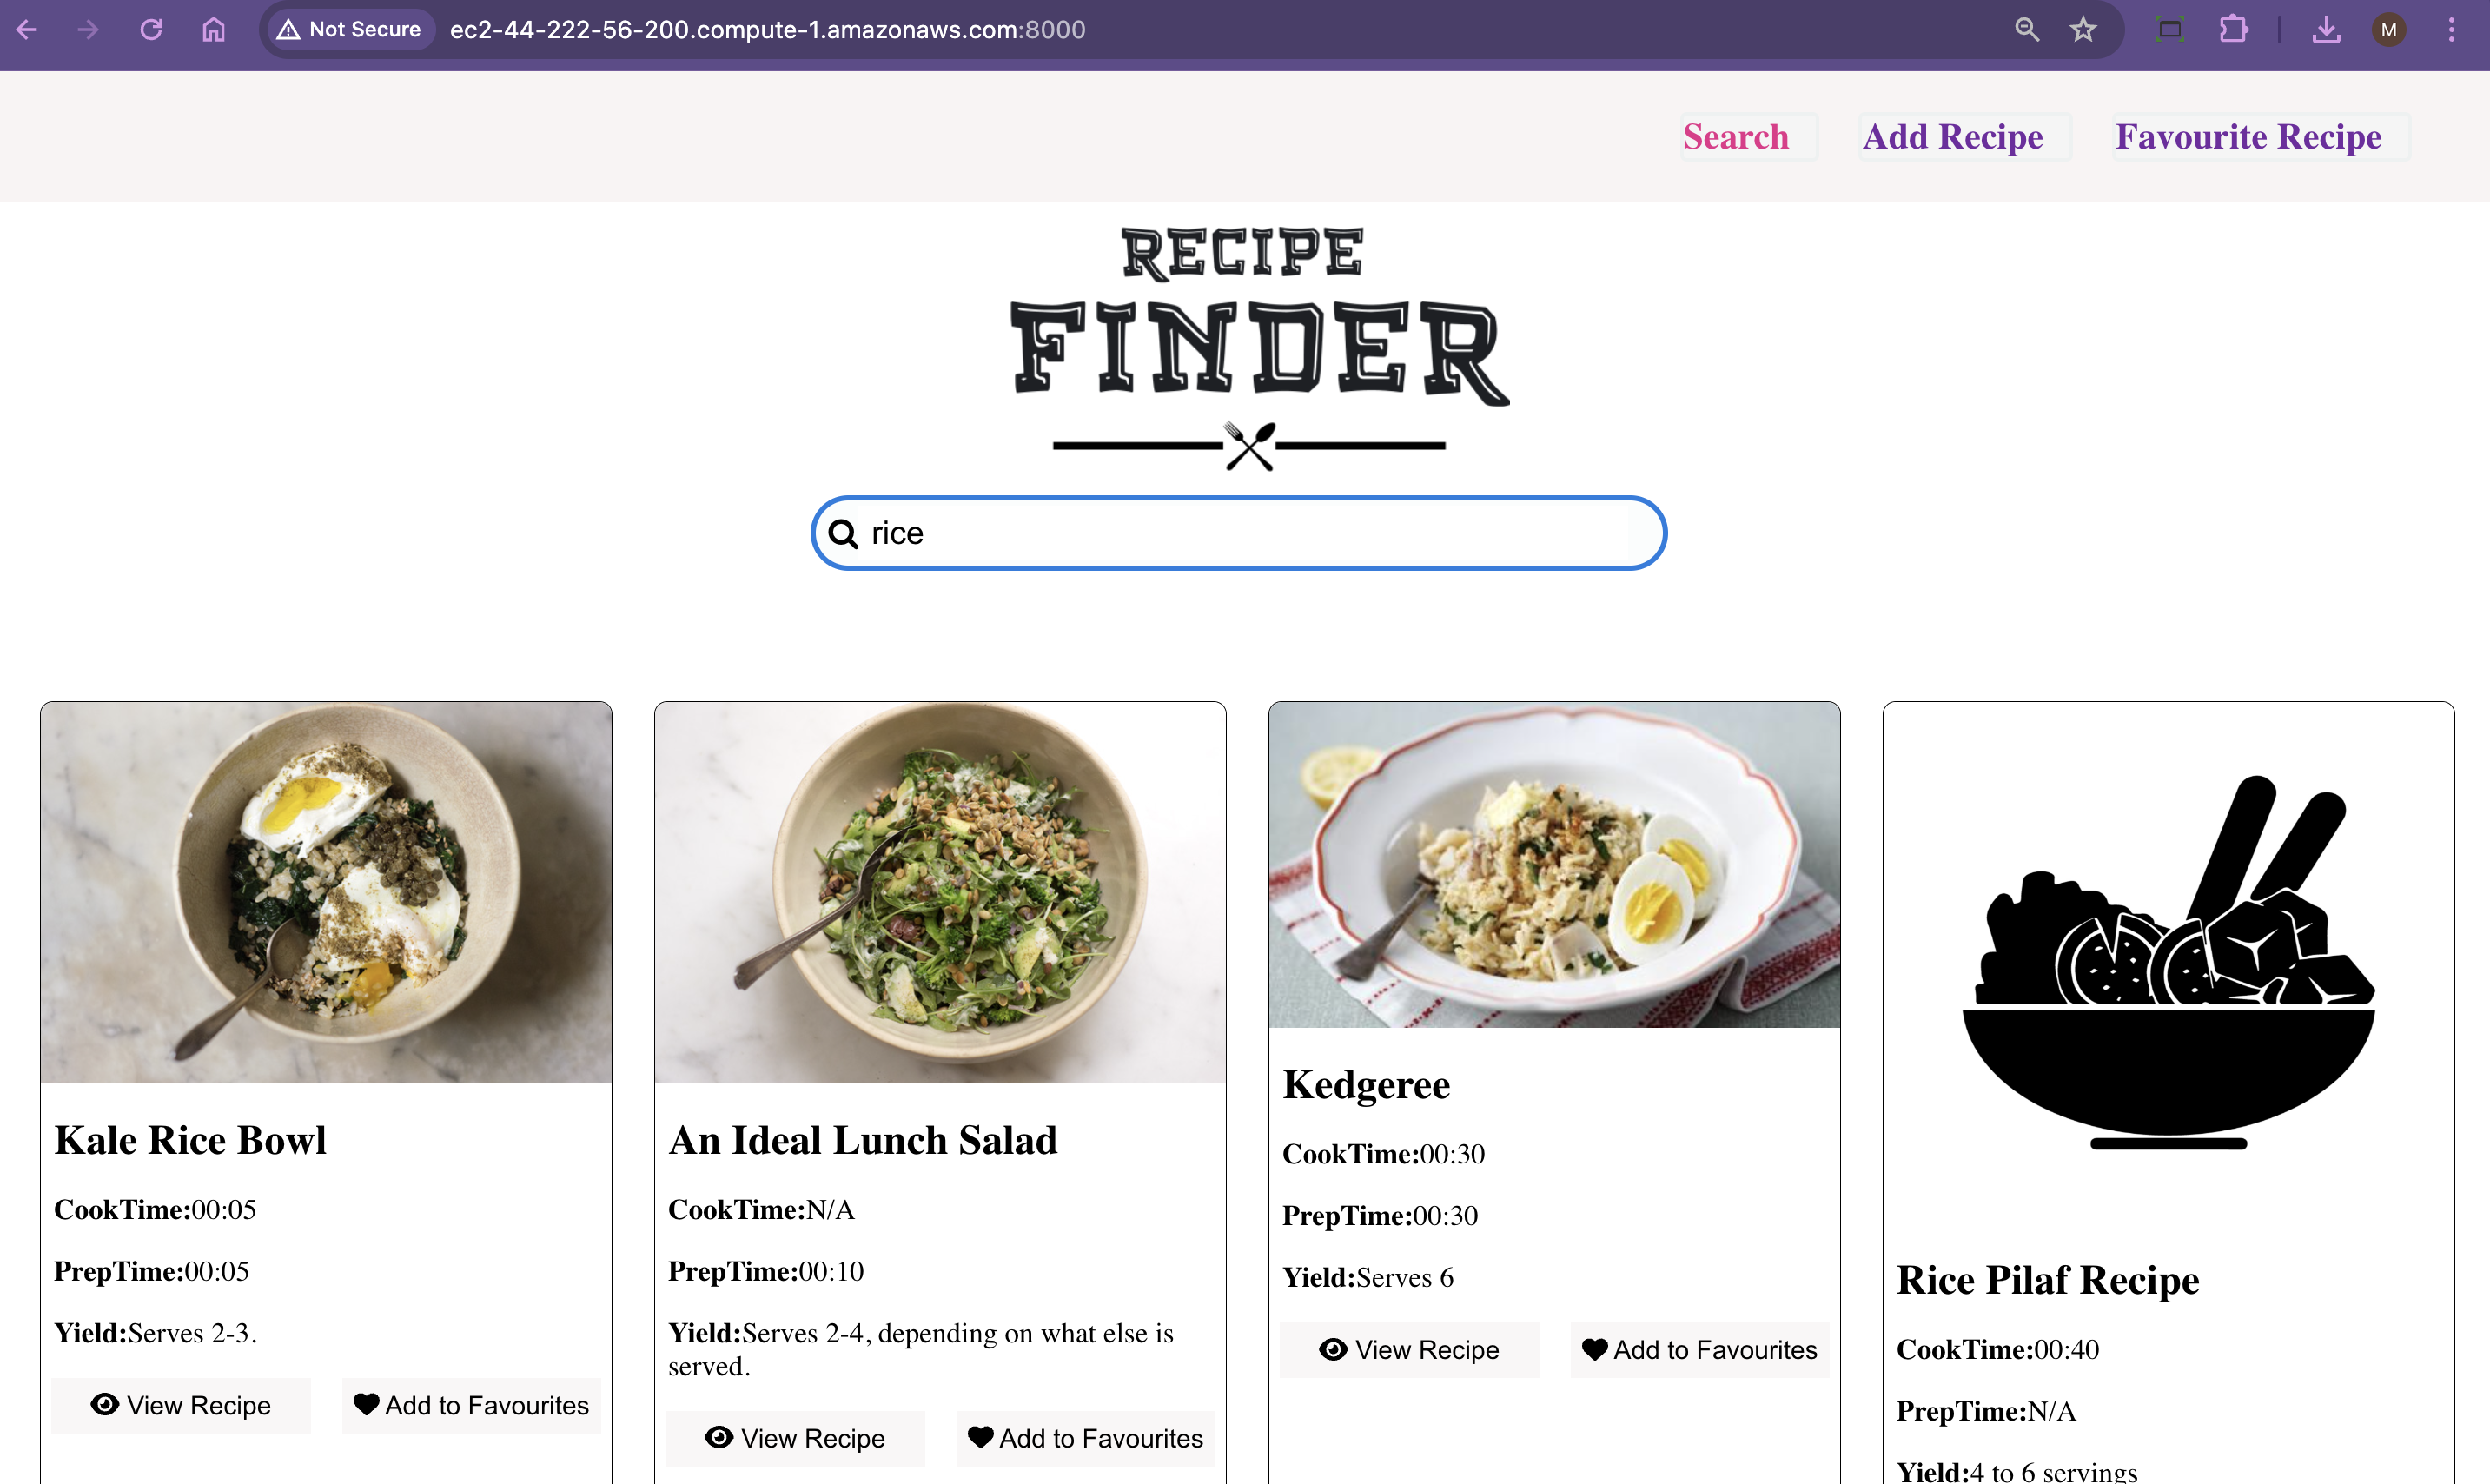 Not Secure
ec2-44-222-56-200.compute-1.amazonaws.com:8000
M
Search
Add Recipe
Favourite Recipe
RECIPE
FINDER
rice
Kale Rice Bowl
CookTime:00:05
PrepTime:00:05
Yield:Serves 2-3.
View Recipe
Add to Favourites
An Ideal Lunch Salad
CookTime:N/A
PrepTime:00:10
Yield:Serves 2-4, depending on what else is
served.
View Recipe
Add to Favourites
Kedgeree
CookTime:00:30
PrepTime:00:30
Yield:Serves 6
View Recipe
Add to Favourites
Rice Pilaf Recipe
CookTime:00:40
PrepTime:N/A
Yield:4 to 6 servings